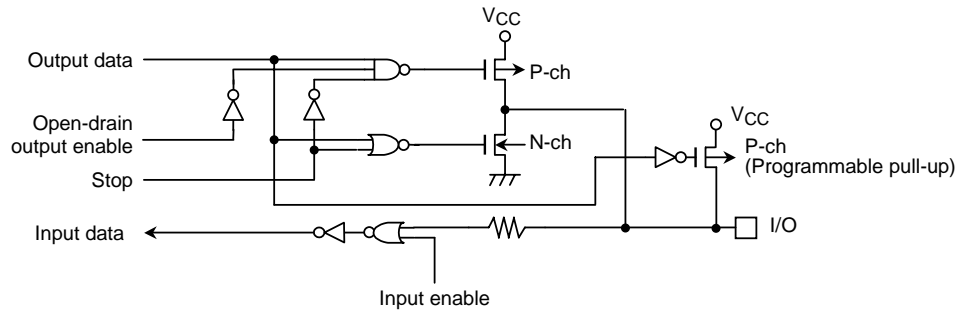 VCC
Output data
P-ch
Open-drain
output enable
VCC
N-ch
P-ch
(Programmable pull-up)
Stop
Input data
I/O
Input enable